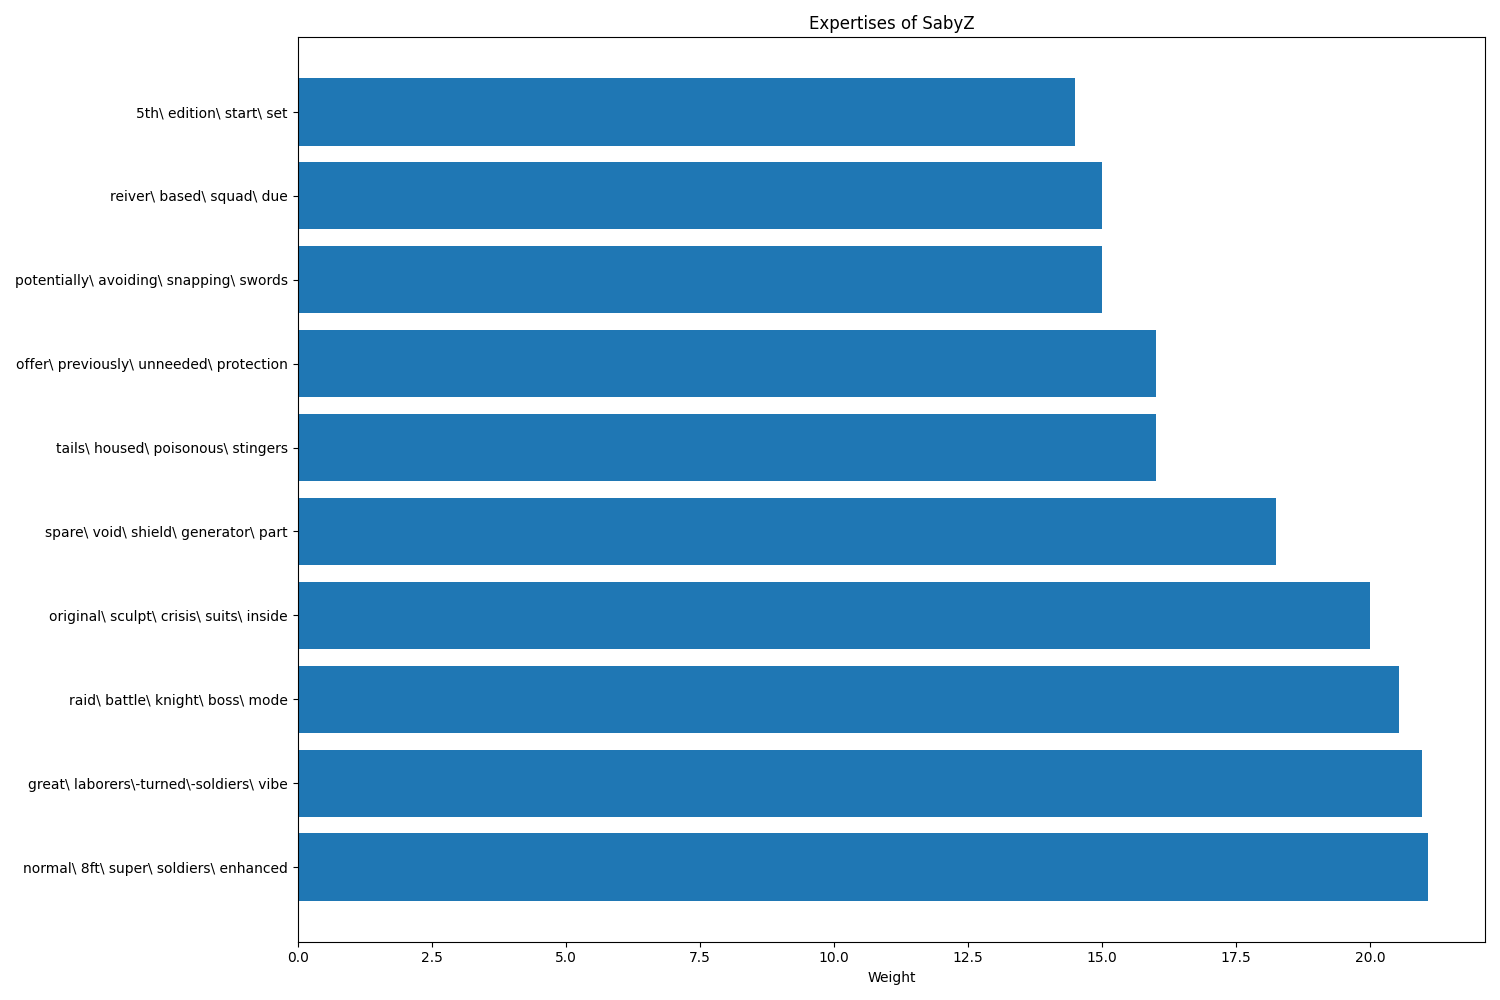 Expertises of SabyZ
5th\ edition\ start\ set
reiver\ based\ squad\ due
potentially\ avoiding\ snapping\ swords
offer\ previously\ unneeded\ protection
tails\ housed\ poisonous\ stingers
spare\ void\ shield\ generator\ part
original\ sculpt\ crisis\ suits\ inside
raid\ battle\ knight\ boss\ mode
great\ laborers\-turned\-soldiers\ vibe
normal\ 8ft\ super\ soldiers\ enhanced
0.0 2.5 5.0 7.5 10.0 12.5 15.0 17.5 20.0
Weight